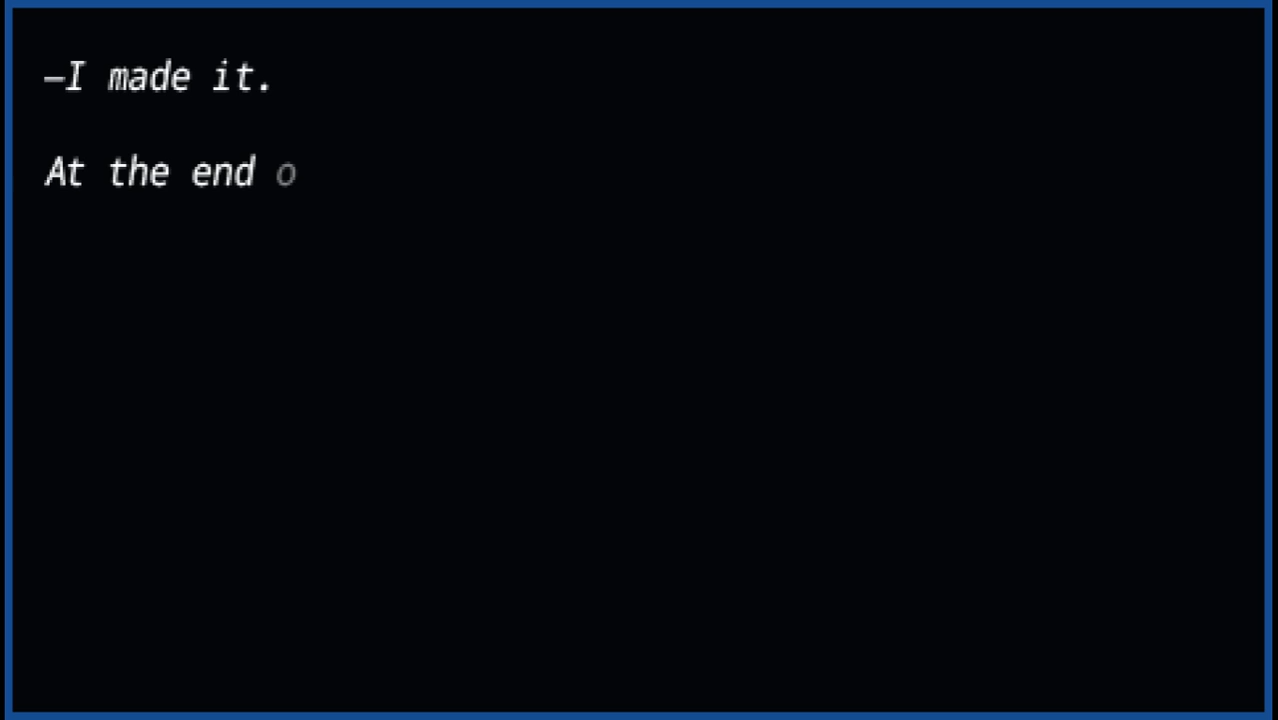 —I made it.
At the end o